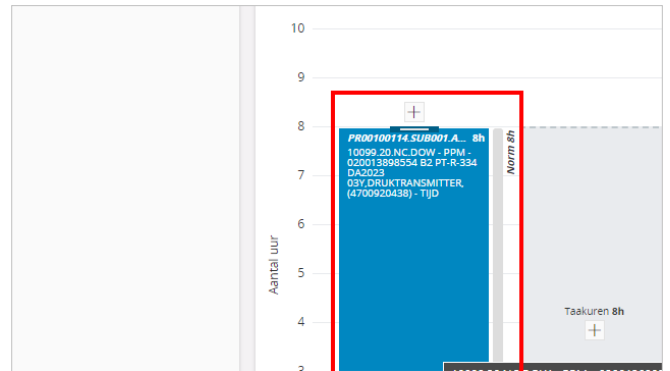 10
9
8
PR00100114.SUB001.A... 8h
10099.20.NC.DOW - PPM -
020013898554 B2 PT-R-334
DA2023
03Y,DRUKTRANSMITTER,
(4700920438) - TIJD
Norm 8h
7
6
Aantal uur
5
Taakuren 8h
4